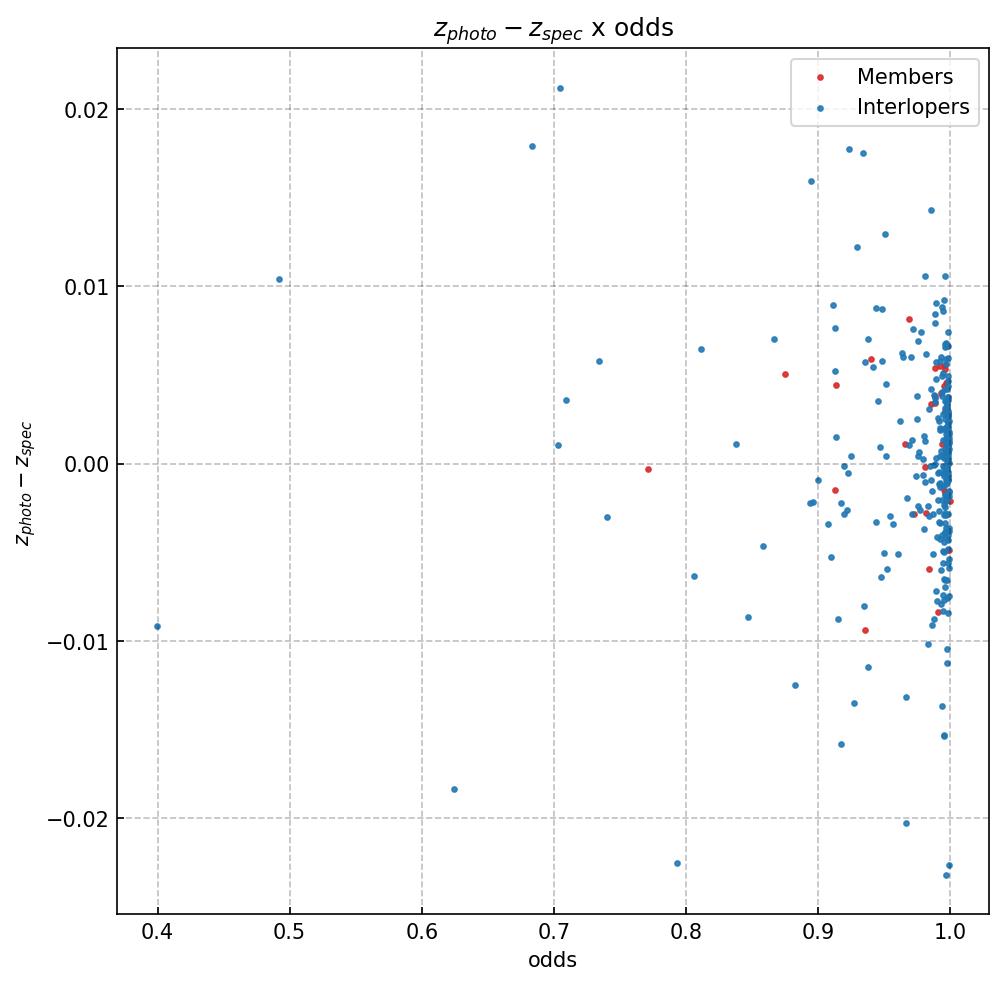 z_photo − z_spec x odds
Members
Interlopers
0.02
0.01
0.00
−0.01
−0.02
z_photo − z_spec
0.4 0.5 0.6 0.7 0.8 0.9 1.0
odds